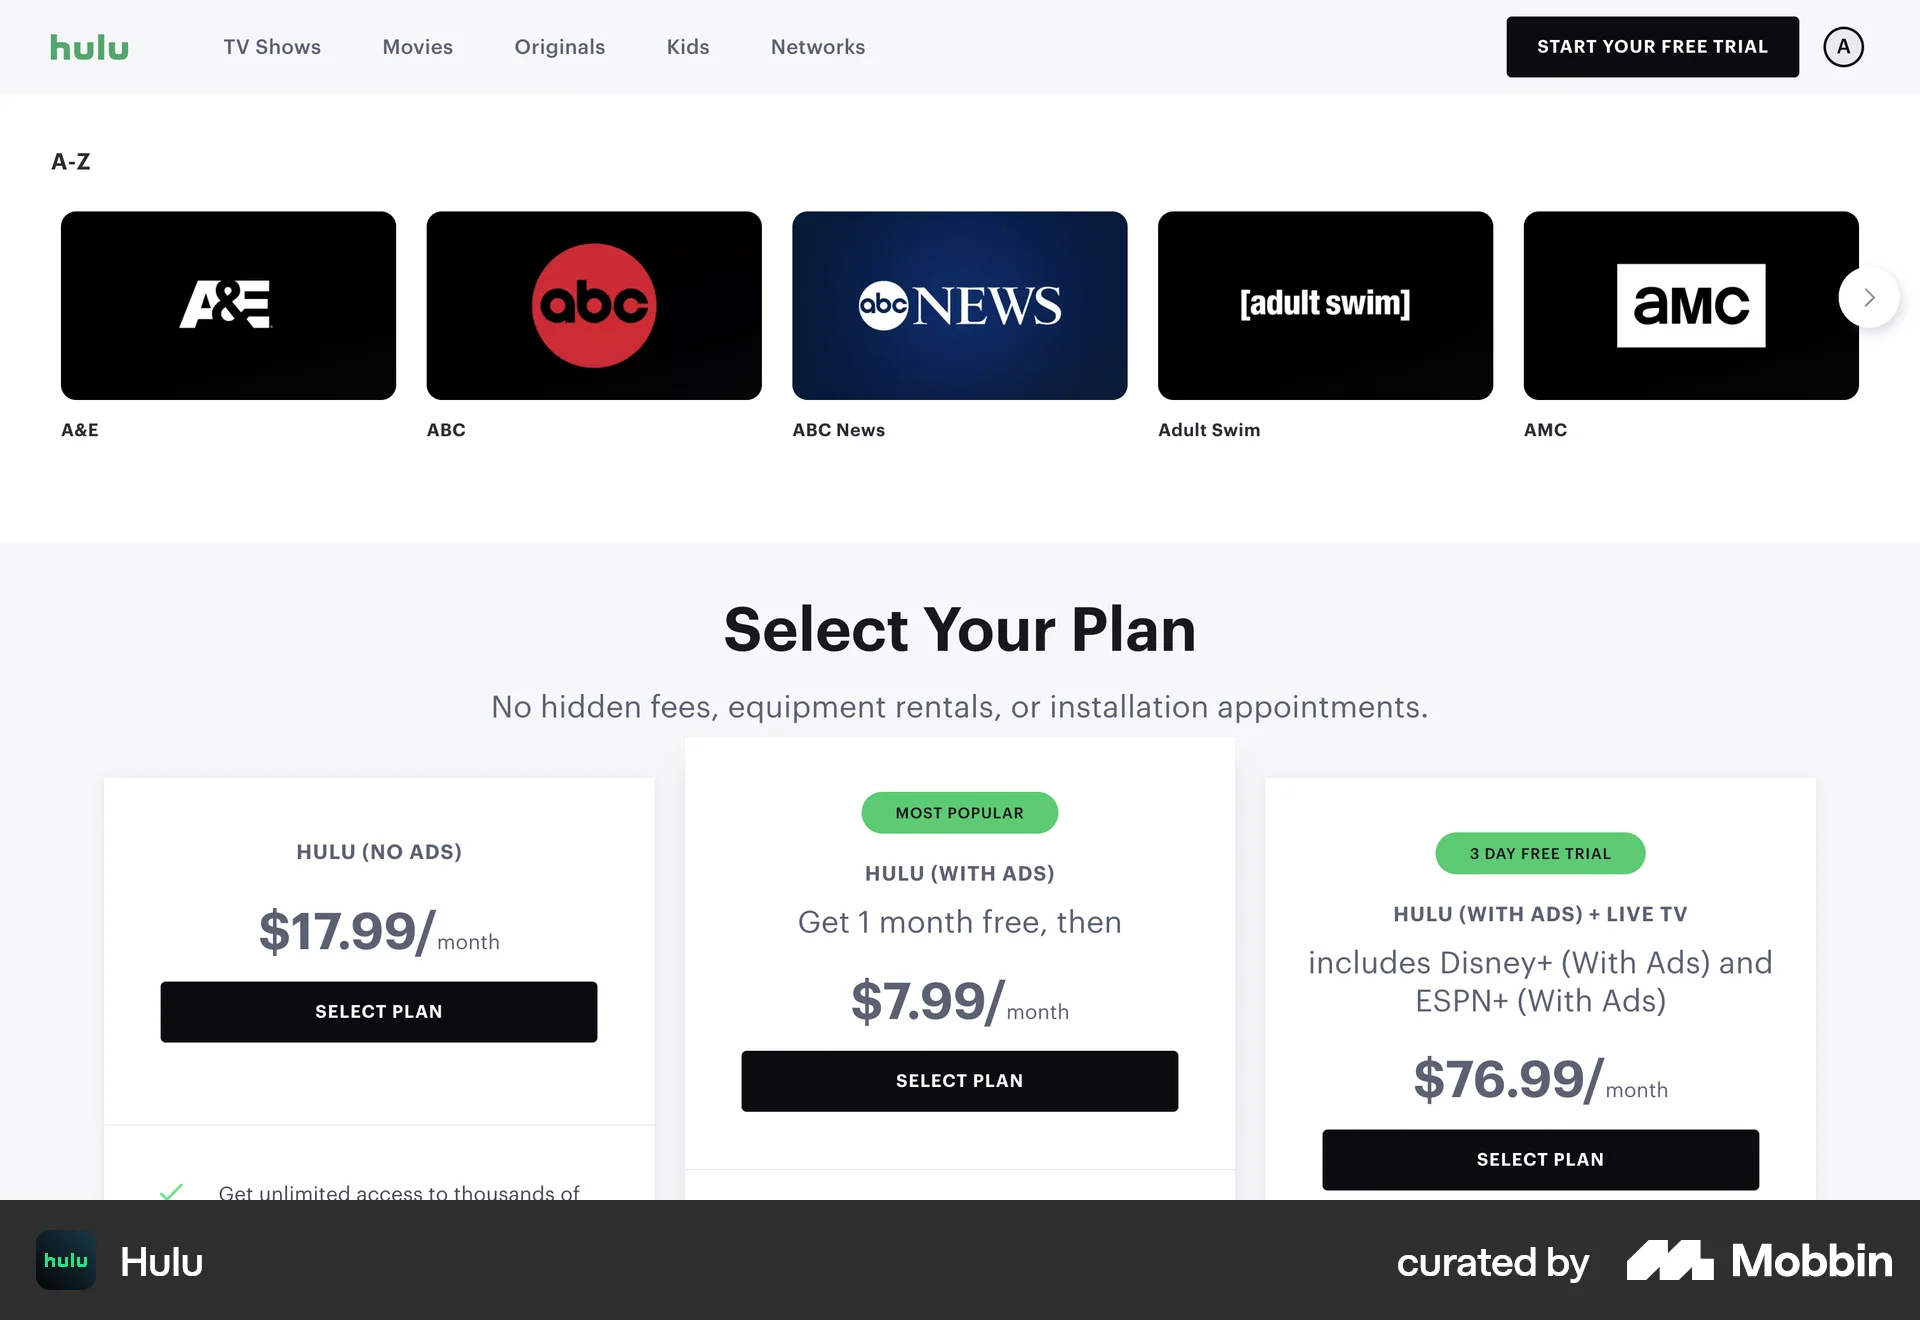 hulu
TV Shows
Movies
Originals
Kids
Networks
START YOUR FREE TRIAL
A
A-Z
A&E
abc
abc NEWS
[adult swim]
aMC
A&E
ABC
ABC News
Adult Swim
AMC
Select Your Plan
No hidden fees, equipment rentals, or installation appointments.
HULU (NO ADS)
$17.99/month
SELECT PLAN
Get unlimited access to thousands of
MOST POPULAR
HULU (WITH ADS)
Get 1 month free, then
$7.99/month
SELECT PLAN
3 DAY FREE TRIAL
HULU (WITH ADS) + LIVE TV
includes Disney+ (With Ads) and
ESPN+ (With Ads)
$76.99/month
SELECT PLAN
hulu
Hulu
curated by
Mobbin